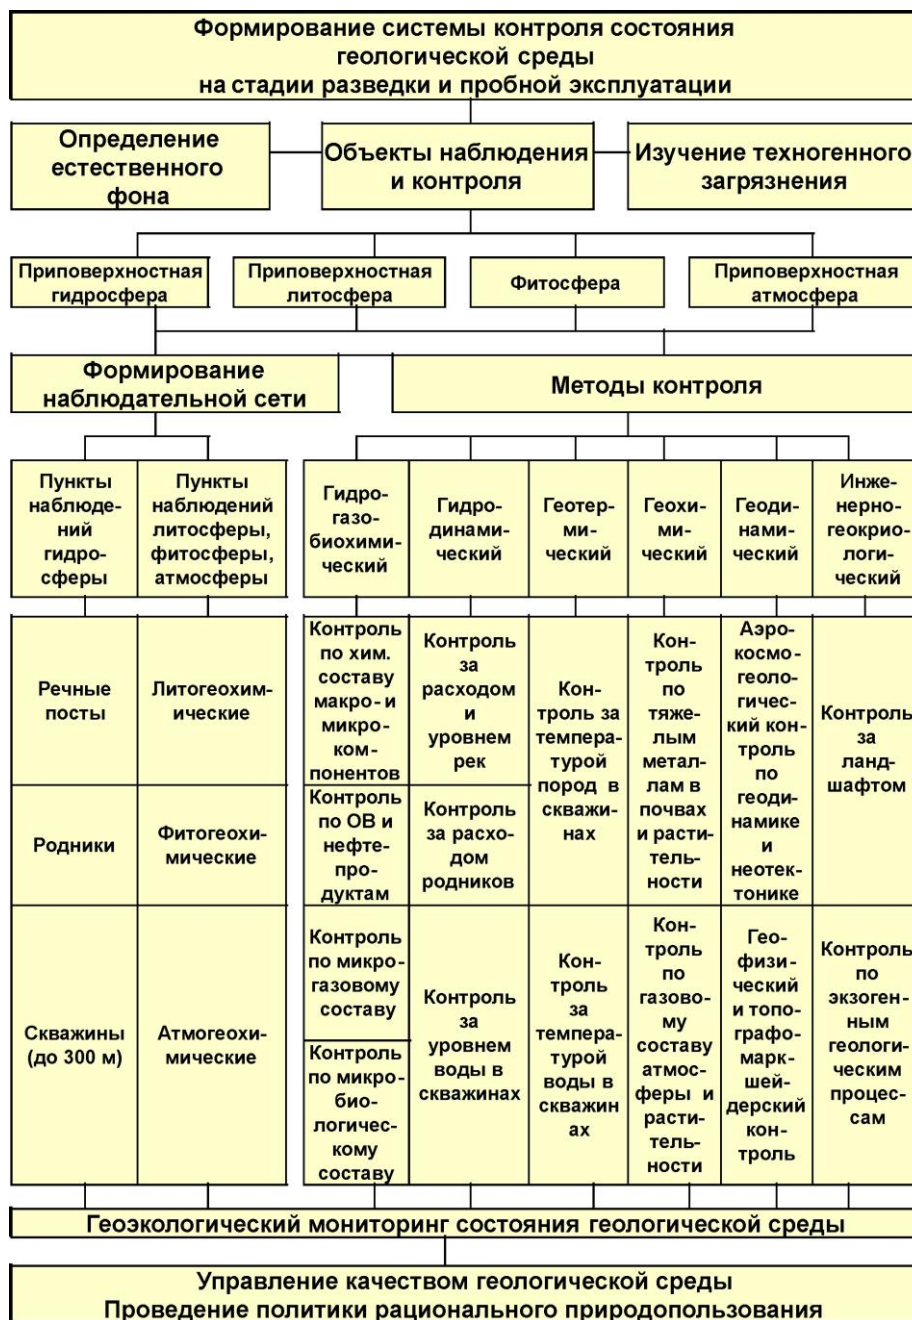 Формирование системы контроля состояния
геологической среды
на стадии разведки и пробной эксплуатации
Определение
естественного
фона
Объекты наблюдения
и контроля
Изучение техногенного
загрязнения
Приповерхностная
гидросфера
Приповерхностная
литосфера
Фитосфера
Приповерхностная
атмосфера
Формирование
наблюдательной сети
Методы контроля
Пункты
наблюде-
ний
гидро-
сферы
Пункты
наблюдений
литосферы,
фитосферы,
атмосферы
Гидро-
газо-
биохими-
ческий
Гидро-
динами-
ческий
Геотер-
мический
Геохи-
мический
Геоди-
нами-
ческий
Инже-
нерно-
геокрио-
логи-
ческий
Речные
посты
Литогеохим-
ические
Контроль
по хим.
составу
макро- и
микро-
ком-
понентов
Контроль
за
расходом
и
уровнем
рек
Кон-
троль за
темпера-
турой
пород в
скважи-
нах
Кон-
троль
по
тяже-
лым
метал-
лам в
почвах
и расти-
тель-
ности
Аэро-
космо-
гео-
логичес-
кий кон-
троль
по
геоди-
намике
и
неотек-
тонике
Контроль
за
ланд-
шафтом
Родники
Фитогеохи-
мические
Контроль
по ОВ и
нефте-
про-
дуктам
Контроль
за расхо-
дом
родников
Скважины
(до 300 м)
Атмогеохи-
мические
Контроль
по микро-
газовому
составу
Контроль
по микро-
био-
логичес-
кому
составу
Контроль
за
уровнем
воды в
скважинах
Кон-
троль
за
темпера-
турой
воды в
скважин
ах
Кон-
троль
по
газово-
му
составу
атмос-
феры и
расти-
тель-
ности
Гео-
физи-
ческий
и топо-
графо-
марк-
шей-
дерский
кон-
троль
Контроль
по
экзоген-
ным
геоло-
гическим
процес-
сам
Геоэкологический мониторинг состояния геологической среды
Управление качеством геологической среды
Проведение политики рационального природопользования